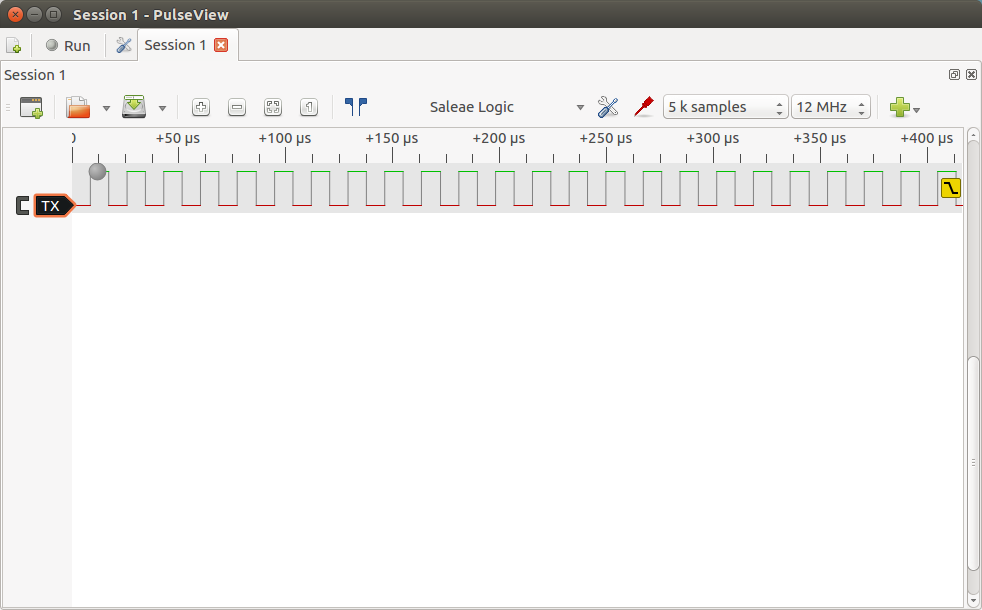 Session 1 - PulseView
Run
Session 1
Session 1
Saleae Logic
5 k samples
12 MHz
0 +50 µs +100 µs +150 µs +200 µs +250 µs +300 µs +350 µs +400 µs
TX